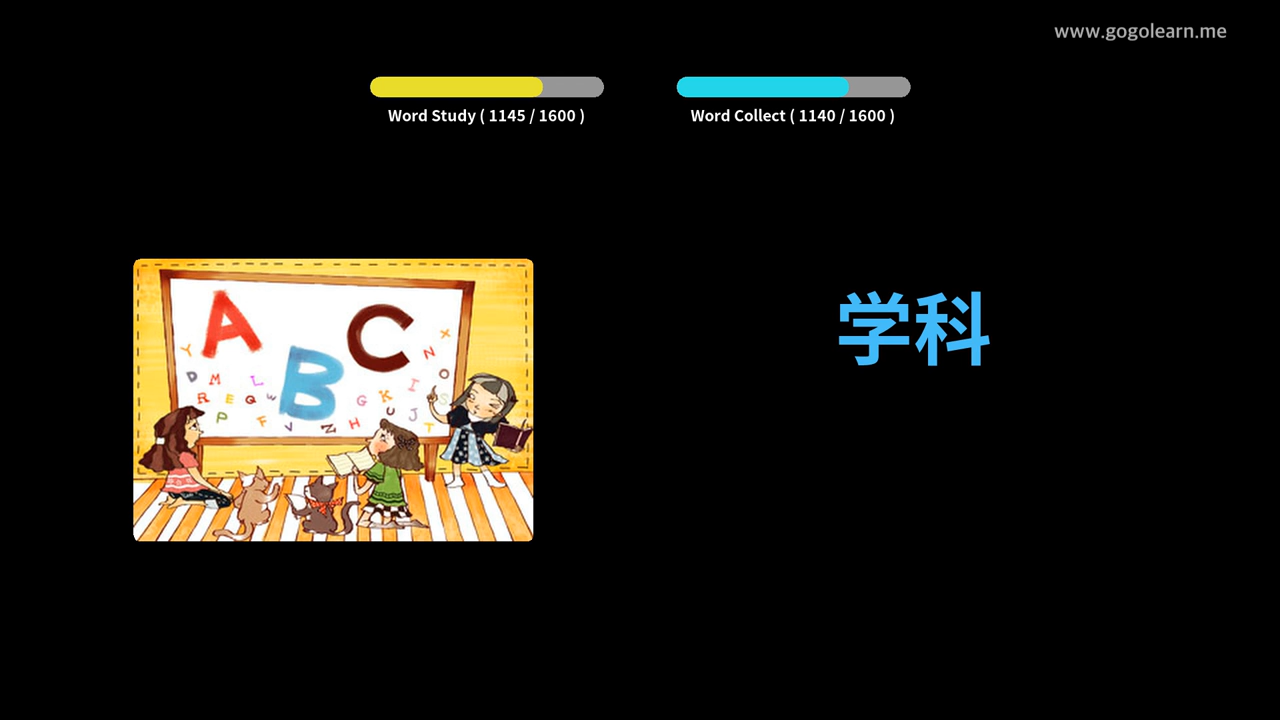 www.gogolearn.me
Word Study ( 1145 / 1600 )
Word Collect ( 1140 / 1600 )
学科
A
C
B
Y
X
N
D M L I O
R E Q W G K S
P F V Z H U J T